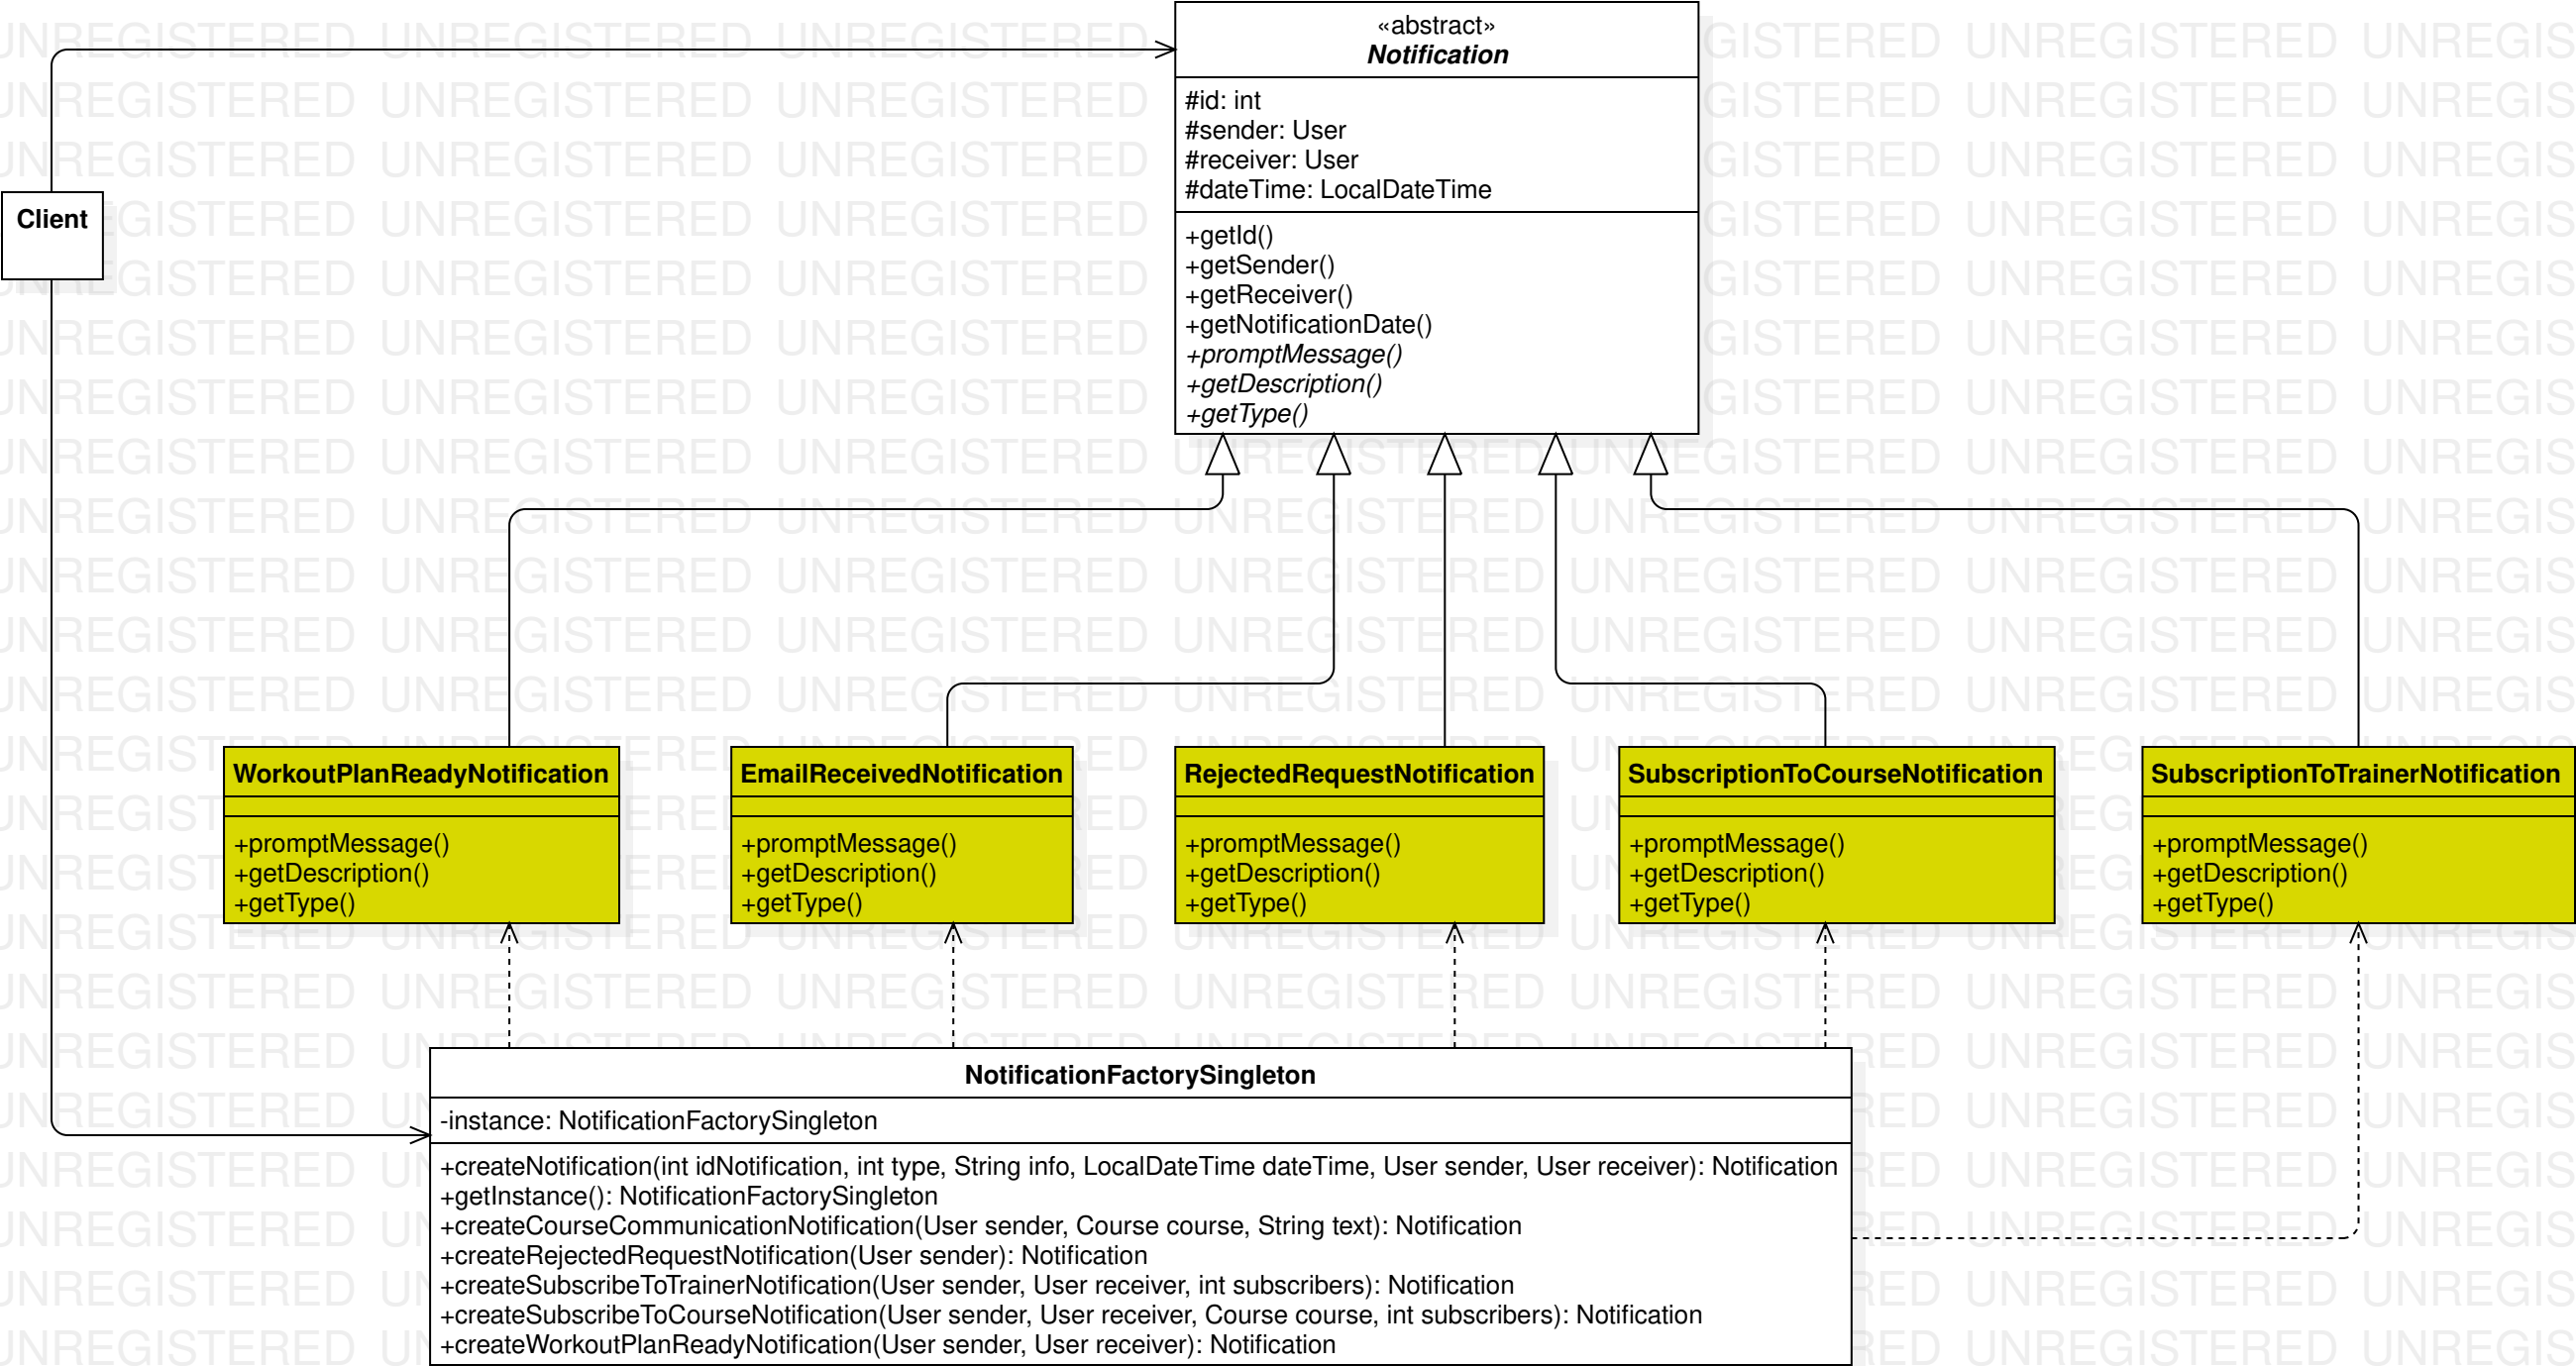 «abstract»
Notification
#id: int
#sender: User
#receiver: User
#dateTime: LocalDateTime
+getId()
+getSender()
+getReceiver()
+getNotificationDate()
+promptMessage()
+getDescription()
+getType()
Client
WorkoutPlanReadyNotification
+promptMessage()
+getDescription()
+getType()
EmailReceivedNotification
+promptMessage()
+getDescription()
+getType()
RejectedRequestNotification
+promptMessage()
+getDescription()
+getType()
SubscriptionToCourseNotification
+promptMessage()
+getDescription()
+getType()
SubscriptionToTrainerNotification
+promptMessage()
+getDescription()
+getType()
NotificationFactorySingleton
-instance: NotificationFactorySingleton
+createNotification(int idNotification, int type, String info, LocalDateTime dateTime, User sender, User receiver): Notification
+getInstance(): NotificationFactorySingleton
+createCourseCommunicationNotification(User sender, Course course, String text): Notification
+createRejectedRequestNotification(User sender): Notification
+createSubscribeToTrainerNotification(User sender, User receiver, int subscribers): Notification
+createSubscribeToCourseNotification(User sender, User receiver, Course course, int subscribers): Notification
+createWorkoutPlanReadyNotification(User sender, User receiver): Notification
UNREGISTERED